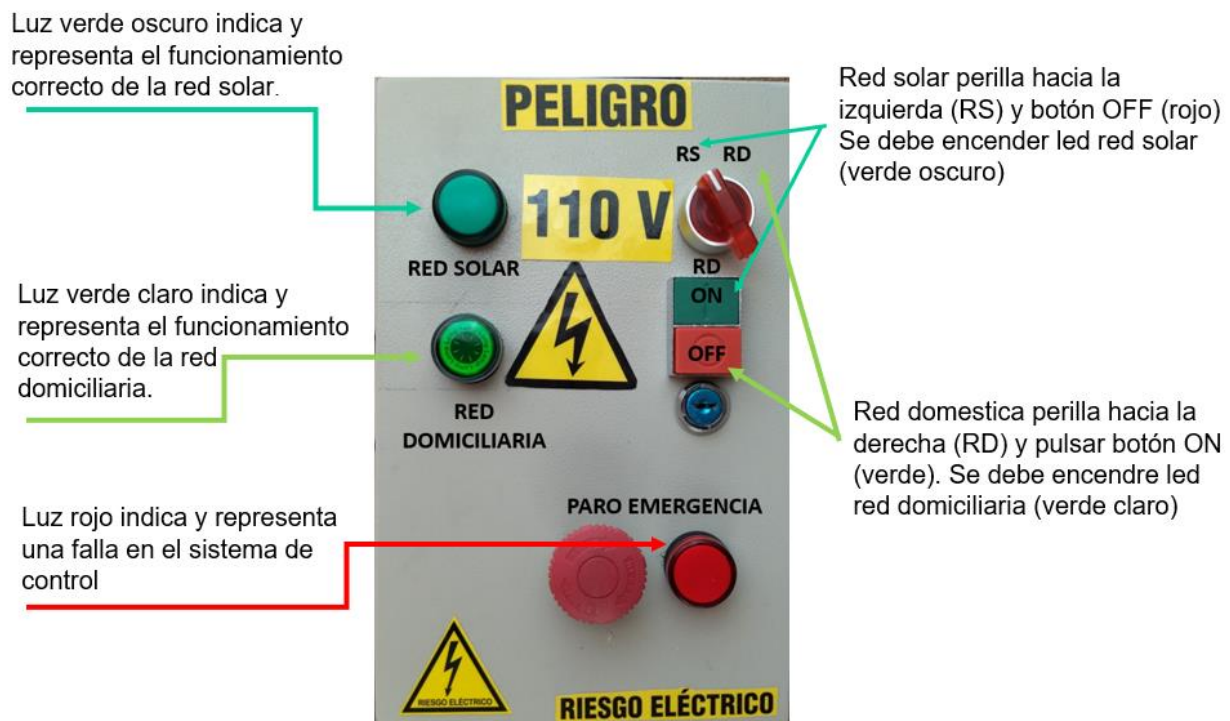 Luz verde oscuro indica y
representa el funcionamiento
correcto de la red solar.
PELIGRO
Red solar perilla hacia la
izquierda (RS) y botón OFF (rojo)
Se debe encender led red solar
(verde oscuro)
RS RD
110 V
RED SOLAR
RD
ON
OFF
Luz verde claro indica y
representa el funcionamiento
correcto de la red
domiciliaria.
RED
DOMICILIARIA
Red domestica perilla hacia la
derecha (RD) y pulsar botón ON
(verde). Se debe encendre led
red domiciliaria (verde claro)
PARO EMERGENCIA
Luz rojo indica y representa
una falla en el sistema de
control
RIESGO ELÉCTRICO
RIESGO ELÉCTRICO